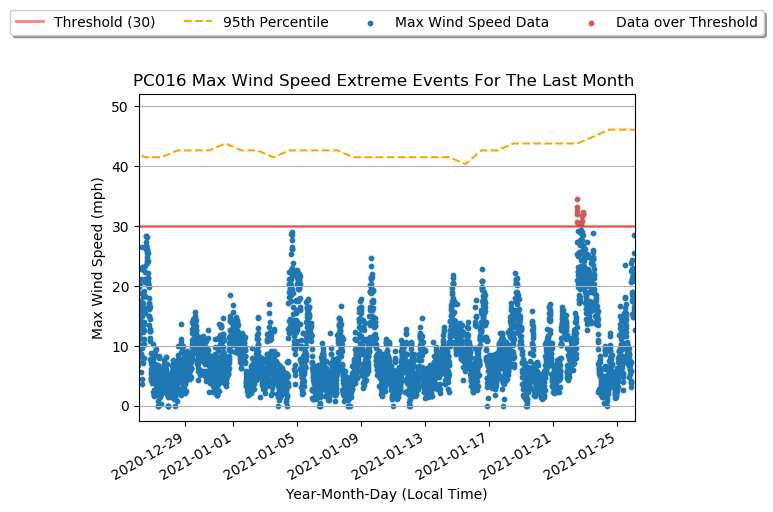 Threshold (30) 95th Percentile Max Wind Speed Data Data over Threshold
PC016 Max Wind Speed Extreme Events For The Last Month
50
40
30
20
10
0
Max Wind Speed (mph)
2020-12-29 2021-01-01 2021-01-05 2021-01-09 2021-01-13 2021-01-17 2021-01-21 2021-01-25
Year-Month-Day (Local Time)